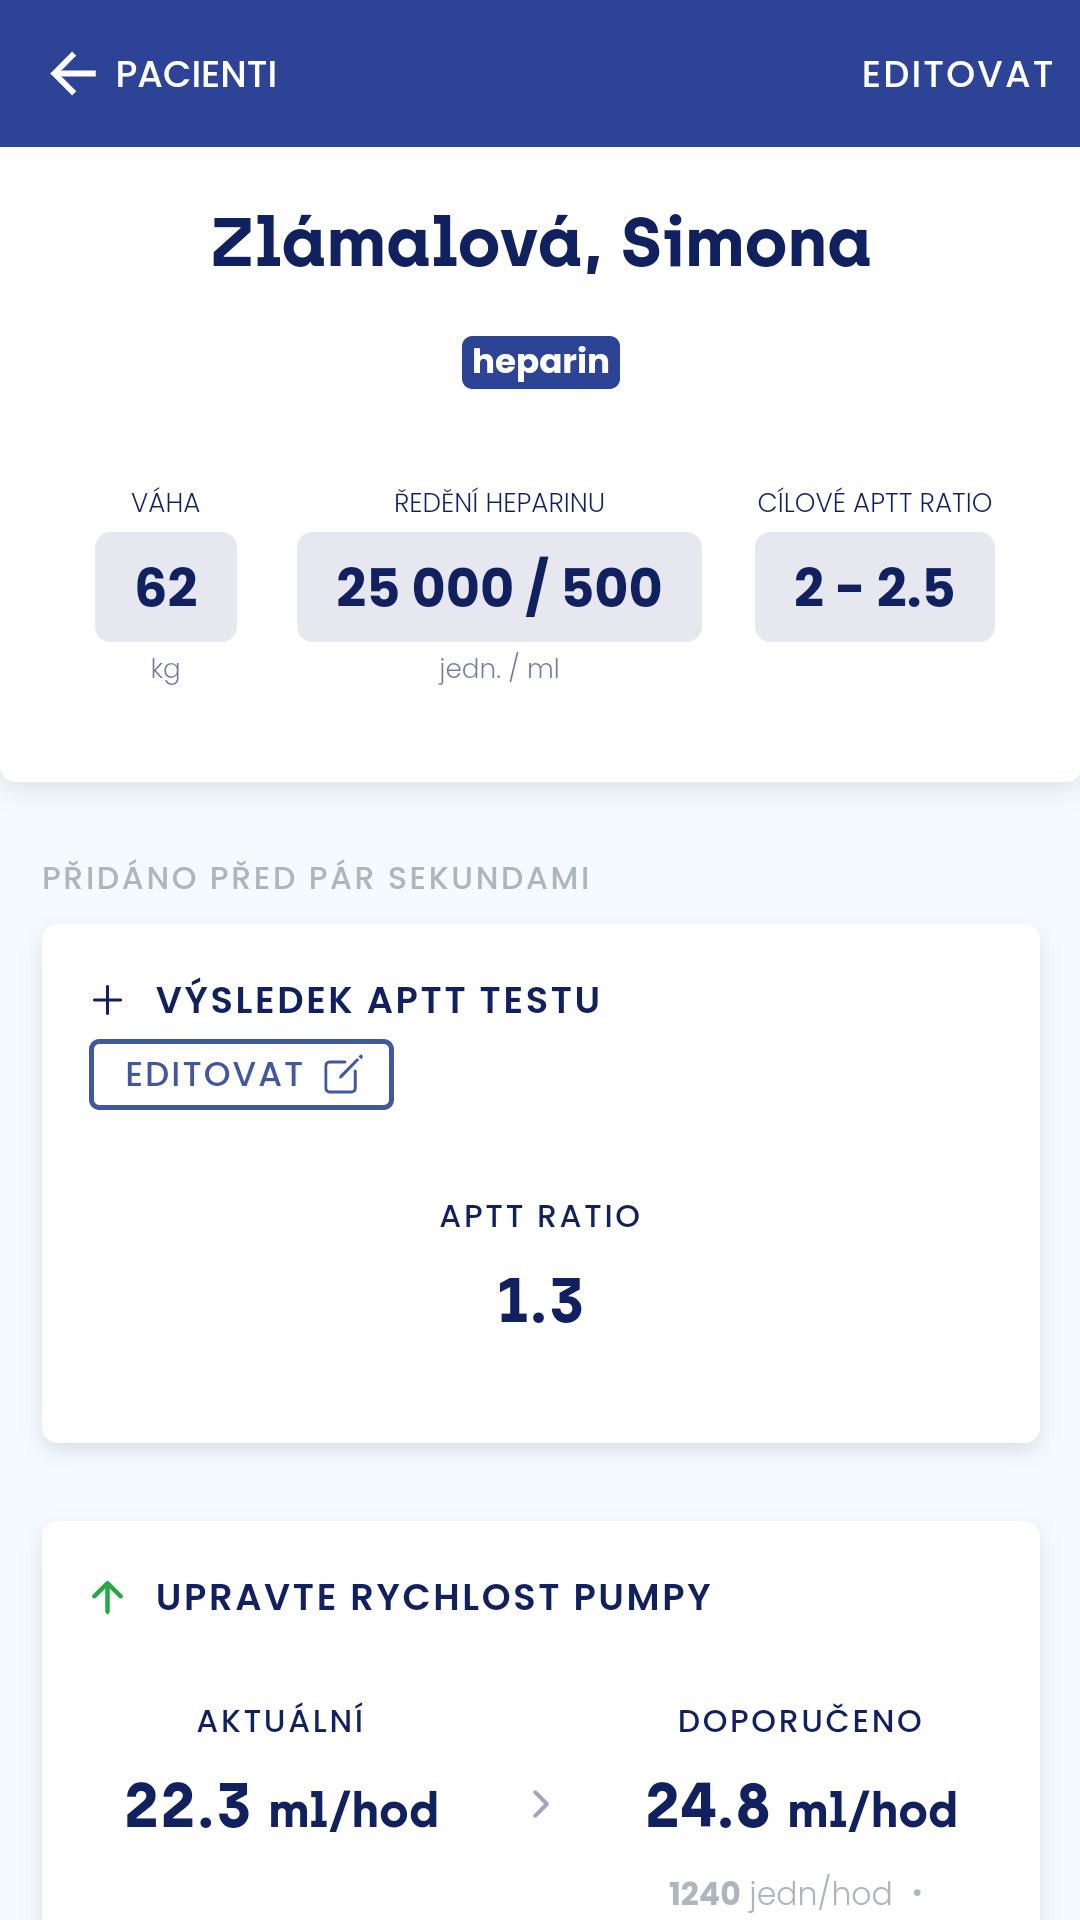 PACIENTI EDITOVAT
Zlámalová, Simona
heparin
VÁHA ŘEDĚNÍ HEPARINU CÍLOVÉ APTT RATIO
62 25 000 / 500 2 - 2.5
kg jedn. / ml
PŘIDÁNO PŘED PÁR SEKUNDAMI
VÝSLEDEK APTT TESTU
EDITOVAT
APTT RATIO
1.3
UPRAVTE RYCHLOST PUMPY
AKTUÁLNÍ DOPORUČENO
22.3 ml/hod > 24.8 ml/hod
1240 jedn/hod •